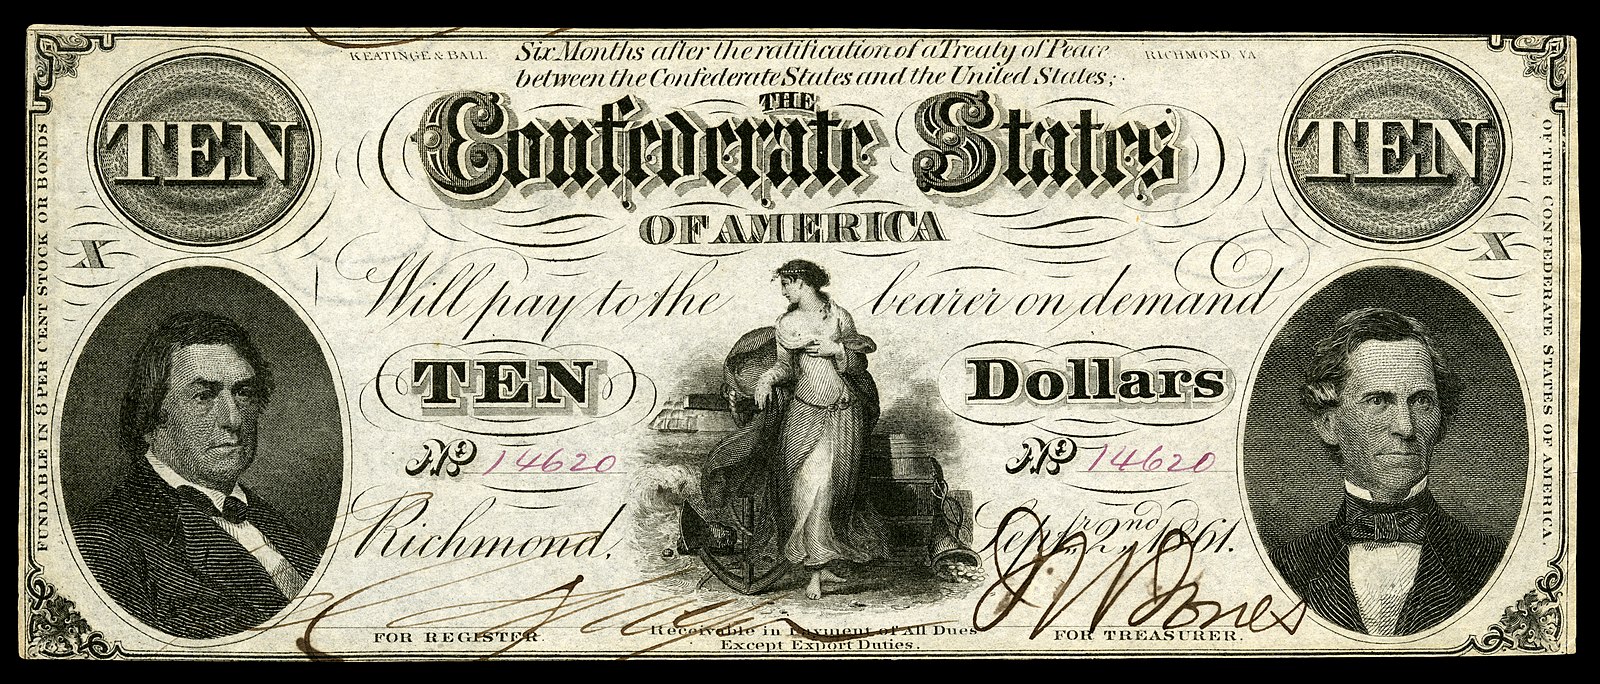 KEATINGE & BALL
Six Months after the ratification of a Treaty of Peace
between the Confederate States and the United States;
RICHMOND, VA
TEN
THE
Confederate States
TEN
OF AMERICA
X
X
Will pay to the bearer on demand
TEN Dollars
No 14620
No 14620
Richmond, Sept.r 2nd 1861.
FOR REGISTER.
Receivable in Payment of All Dues
Except Export Duties.
J W Jones
FOR TREASURER.
FUNDABLE IN 8 PER CENT STOCK OR BONDS
OF THE CONFEDERATE STATES OF AMERICA